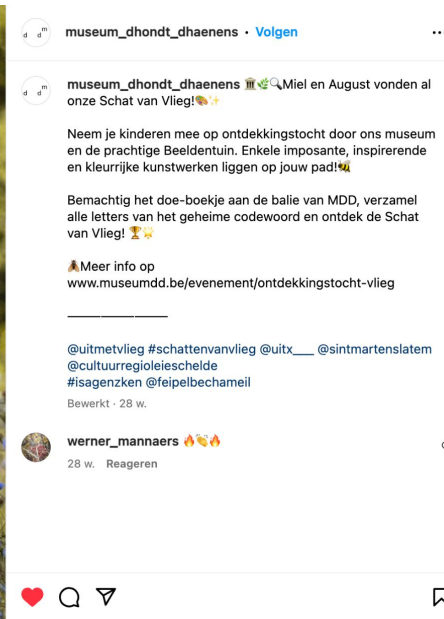 d d m
museum_dhondt_dhaenens • Volgen
d d m
museum_dhondt_dhaenens 🏛️🌿🔍Miel en August vonden al
onze Schat van Vlieg!🎨✨
Neem je kinderen mee op ontdekkingstocht door ons museum
en de prachtige Beeldentuin. Enkele imposante, inspirerende
en kleurrijke kunstwerken liggen op jouw pad!🐝
Bemachtig het doe-boekje aan de balie van MDD, verzamel
alle letters van het geheime codewoord en ontdek de Schat
van Vlieg! 🏆🌟
Meer info op
www.museummdd.be/evenement/ontdekkingstocht-vlieg
@uitmetvlieg #schattenvanvlieg @uitx___ @sintmartenslatem
@cultuurregioleieschelde
#isagenzken @feipelbechameil
Bewerkt · 28 w.
werner_mannaers 🔥👏🔥
28 w. Reageren